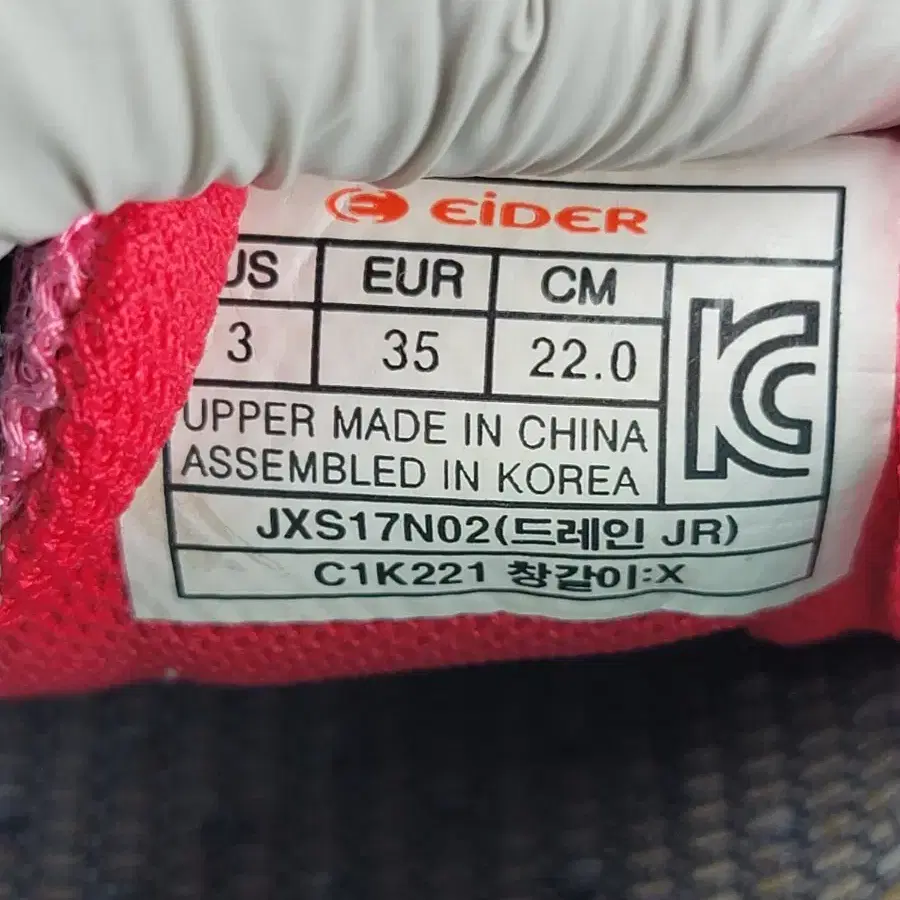 EiDER
US EUR CM
3 35 22.0
UPPER MADE IN CHINA
ASSEMBLED IN KOREA
JXS17N02(드레인 JR)
C1K221 창갈이:X